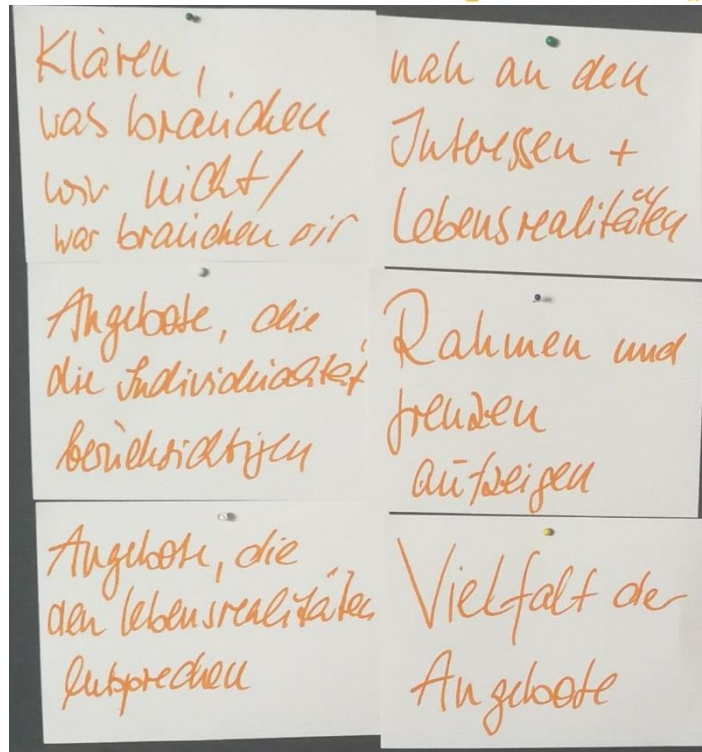 Klären,
was brauchen
wir nicht/
was brauchen wir
nah an den
Interessen +
Lebensrealitäten
Angebote, die
die Individualität
berücksichtigen
Rahmen und
Grenzen
aufzeigen
Angebote, die
den Lebensrealitäten
entsprechen
Vielfalt der
Angebote